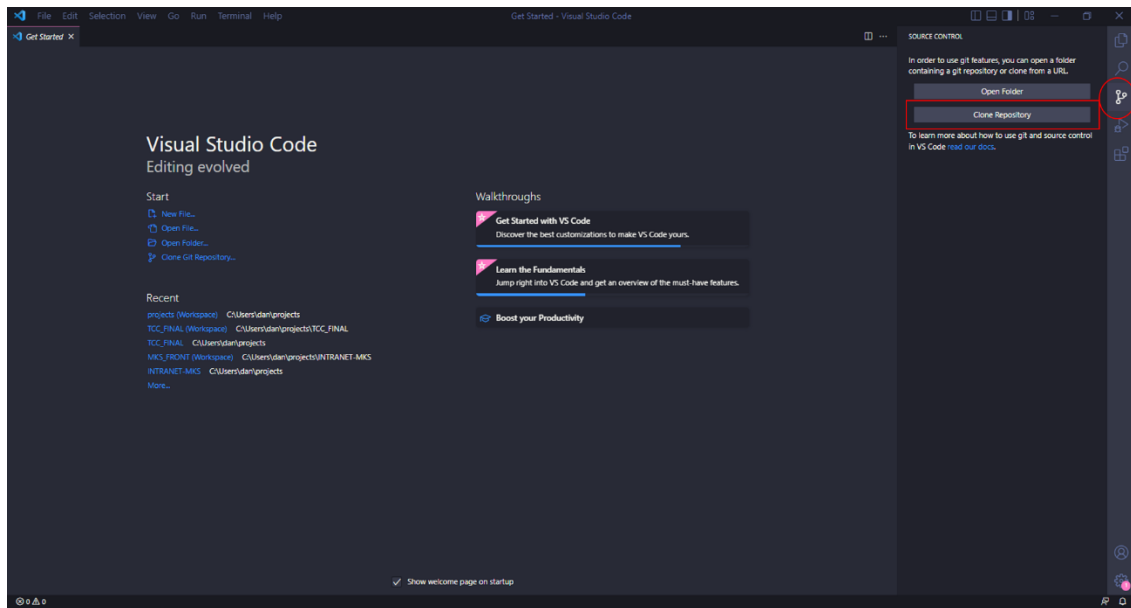 File Edit Selection View Go Run Terminal Help
Get Started - Visual Studio Code
Get Started
SOURCE CONTROL
In order to use git features, you can open a folder
containing a git repository or clone from a URL.
Open Folder
Clone Repository
To learn more about how to use git and source control
in VS Code read our docs.
Visual Studio Code
Editing evolved
Start
New File...
Open File...
Open Folder...
Clone Git Repository...
Recent
projects (Workspace) C:\Users\dan\projects
TCC_FINAL (Workspace) C:\Users\dan\projects\TCC_FINAL
TCC_FINAL C:\Users\dan\projects
MKS_FRONT (Workspace) C:\Users\dan\projects\INTRANET-MKS
INTRANET-MKS C:\Users\dan\projects
More...
Walkthroughs
Get Started with VS Code
Discover the best customizations to make VS Code yours.
Learn the Fundamentals
Jump right into VS Code and get an overview of the must-have features.
Boost your Productivity
Show welcome page on startup
0 0
1